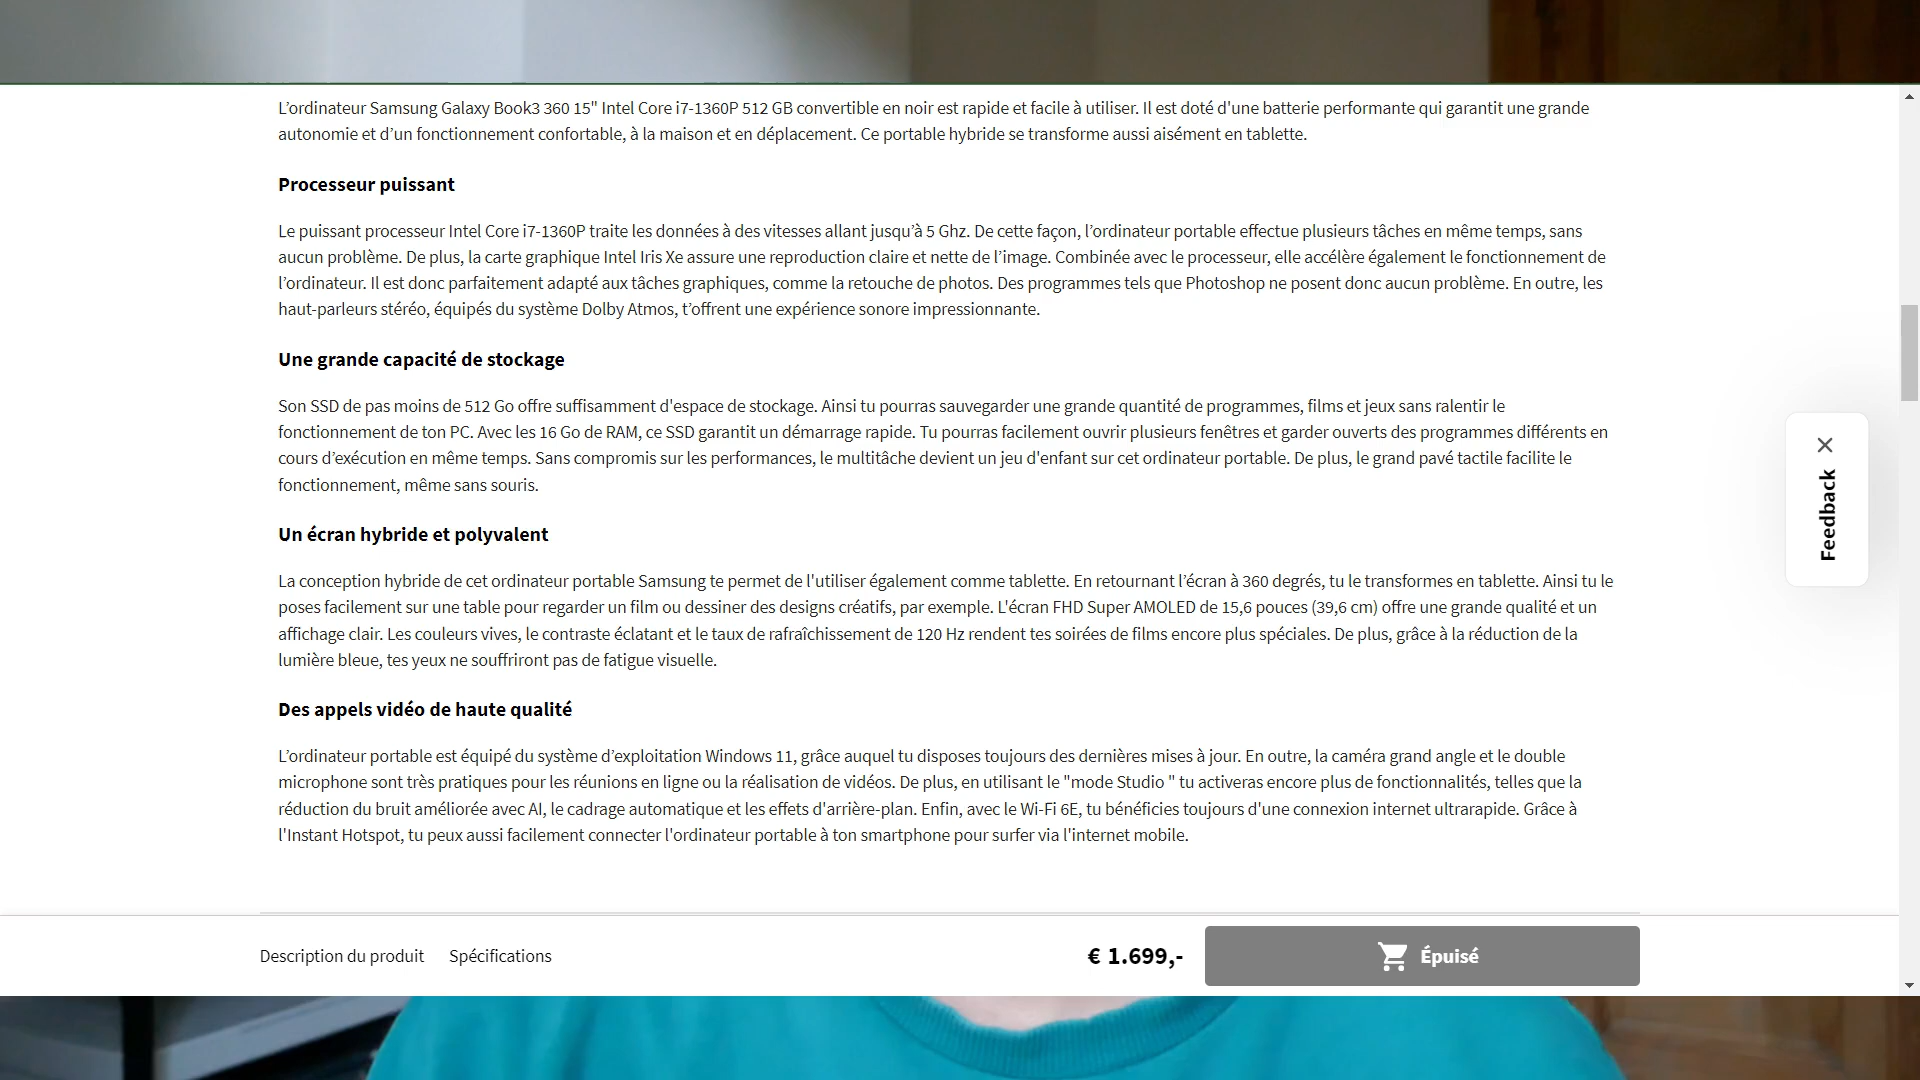 L’ordinateur Samsung Galaxy Book3 360 15" Intel Core i7-1360P 512 GB convertible en noir est rapide et facile à utiliser. Il est doté d'une batterie performante qui garantit une grande
autonomie et d’un fonctionnement confortable, à la maison et en déplacement. Ce portable hybride se transforme aussi aisément en tablette.
Processeur puissant
Le puissant processeur Intel Core i7-1360P traite les données à des vitesses allant jusqu’à 5 Ghz. De cette façon, l’ordinateur portable effectue plusieurs tâches en même temps, sans
aucun problème. De plus, la carte graphique Intel Iris Xe assure une reproduction claire et nette de l’image. Combinée avec le processeur, elle accélère également le fonctionnement de
l’ordinateur. Il est donc parfaitement adapté aux tâches graphiques, comme la retouche de photos. Des programmes tels que Photoshop ne posent donc aucun problème. En outre, les
haut-parleurs stéréo, équipés du système Dolby Atmos, t’offrent une expérience sonore impressionnante.
Une grande capacité de stockage
Son SSD de pas moins de 512 Go offre suffisamment d'espace de stockage. Ainsi tu pourras sauvegarder une grande quantité de programmes, films et jeux sans ralentir le
fonctionnement de ton PC. Avec les 16 Go de RAM, ce SSD garantit un démarrage rapide. Tu pourras facilement ouvrir plusieurs fenêtres et garder ouverts des programmes différents en
cours d’exécution en même temps. Sans compromis sur les performances, le multitâche devient un jeu d'enfant sur cet ordinateur portable. De plus, le grand pavé tactile facilite le
fonctionnement, même sans souris.
Un écran hybride et polyvalent
La conception hybride de cet ordinateur portable Samsung te permet de l'utiliser également comme tablette. En retournant l’écran à 360 degrés, tu le transformes en tablette. Ainsi tu le
poses facilement sur une table pour regarder un film ou dessiner des designs créatifs, par exemple. L'écran FHD Super AMOLED de 15,6 pouces (39,6 cm) offre une grande qualité et un
affichage clair. Les couleurs vives, le contraste éclatant et le taux de rafraîchissement de 120 Hz rendent tes soirées de films encore plus spéciales. De plus, grâce à la réduction de la
lumière bleue, tes yeux ne souffriront pas de fatigue visuelle.
Des appels vidéo de haute qualité
L’ordinateur portable est équipé du système d’exploitation Windows 11, grâce auquel tu disposes toujours des dernières mises à jour. En outre, la caméra grand angle et le double
microphone sont très pratiques pour les réunions en ligne ou la réalisation de vidéos. De plus, en utilisant le "mode Studio " tu activeras encore plus de fonctionnalités, telles que la
réduction du bruit améliorée avec AI, le cadrage automatique et les effets d'arrière-plan. Enfin, avec le Wi-Fi 6E, tu bénéficies toujours d'une connexion internet ultrarapide. Grâce à
l'Instant Hotspot, tu peux aussi facilement connecter l'ordinateur portable à ton smartphone pour surfer via l'internet mobile.
Feedback
Description du produit Spécifications € 1.699,- Épuisé